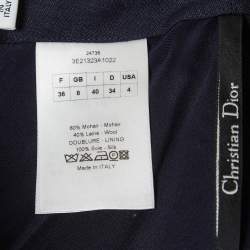 ITALY
24736
3E21323A1022
F GB I D USA
36 8 40 34 4
60% Mohair - Mohair
40% Laine - Wool
DOUBLURE - LINING
100% Soie - Silk
Made in ITALY
Christian Dior